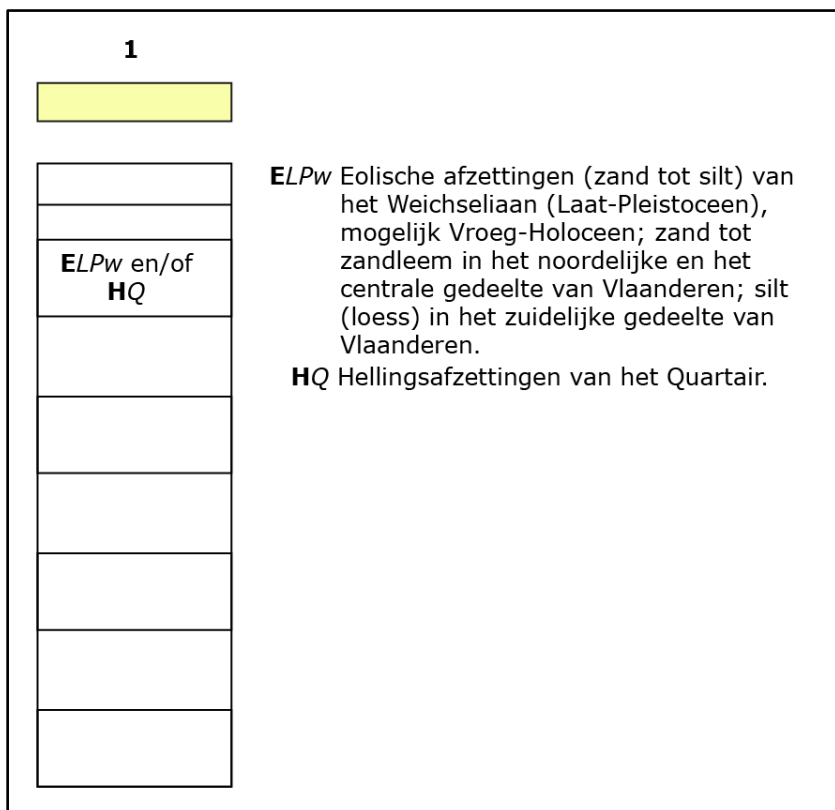 1
ELPw en/of
HQ
ELPw Eolische afzettingen (zand tot silt) van
het Weichseliaan (Laat-Pleistoceen),
mogelijk Vroeg-Holoceen; zand tot
zandleem in het noordelijke en het
centrale gedeelte van Vlaanderen; silt
(loess) in het zuidelijke gedeelte van
Vlaanderen.
HQ Hellingsafzettingen van het Quartair.